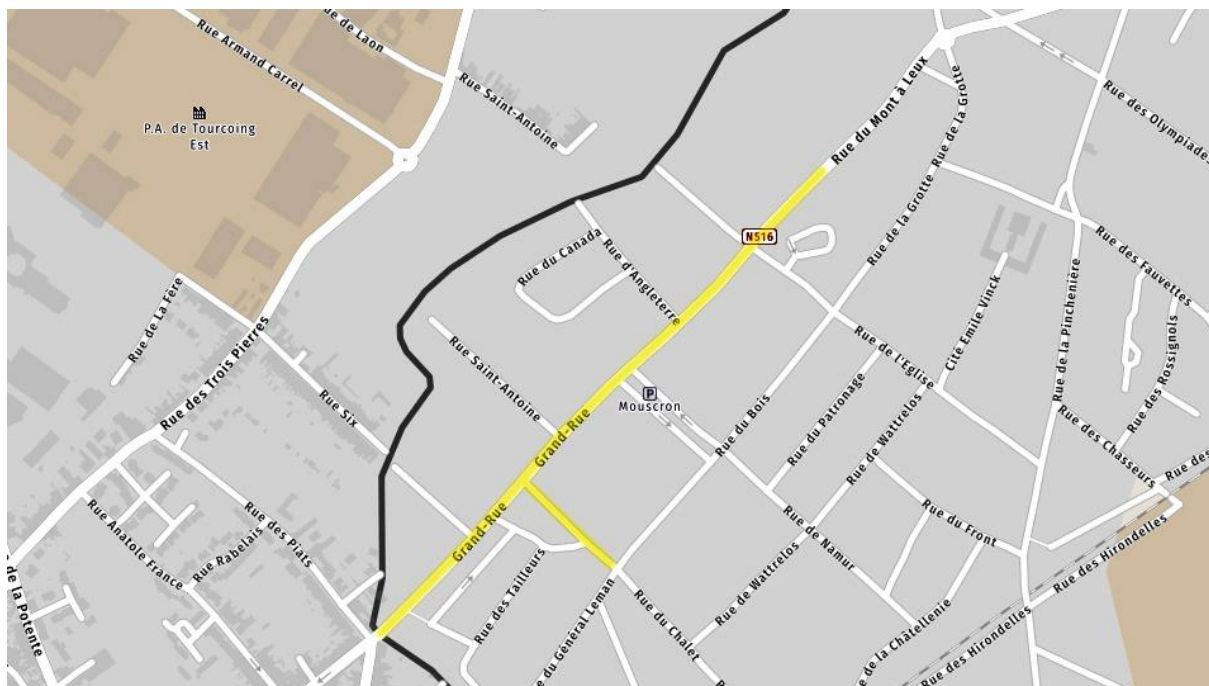 Rue de Laon
Rue Armand Carrel
Rue Saint-Antoine
P.A. de Tourcoing
Est
Rue du Mont à Leux
Rue de la Grotte
Rue des Olympiades
N516
Rue de la Grotte
Rue des Fauvettes
Rue du Canada
Rue d'Angleterre
Rue de La Fère
Rue des Trois Pierres
Rue Saint-Antoine
Rue Six
P
Mouscron
Rue de l'Eglise
Cité Emile Vinck
Rue de la Pinchenière
Rue des Rossignols
Rue du Patronage
Rue du Bois
Rue de Wattrelos
Rue des Chasseurs
Rue des
Grand-Rue
Grand-Rue
Rue des Piats
Rue Anatole France
Rue Rabelais
Rue du Front
Rue de Namur
Rue de Wattrelos
Rue des Hirondelles
Rue des Tailleurs
ue du Général Leman
Rue du Chalet
e de la Châtellenie
Rue des Hirondelles
de la Potente